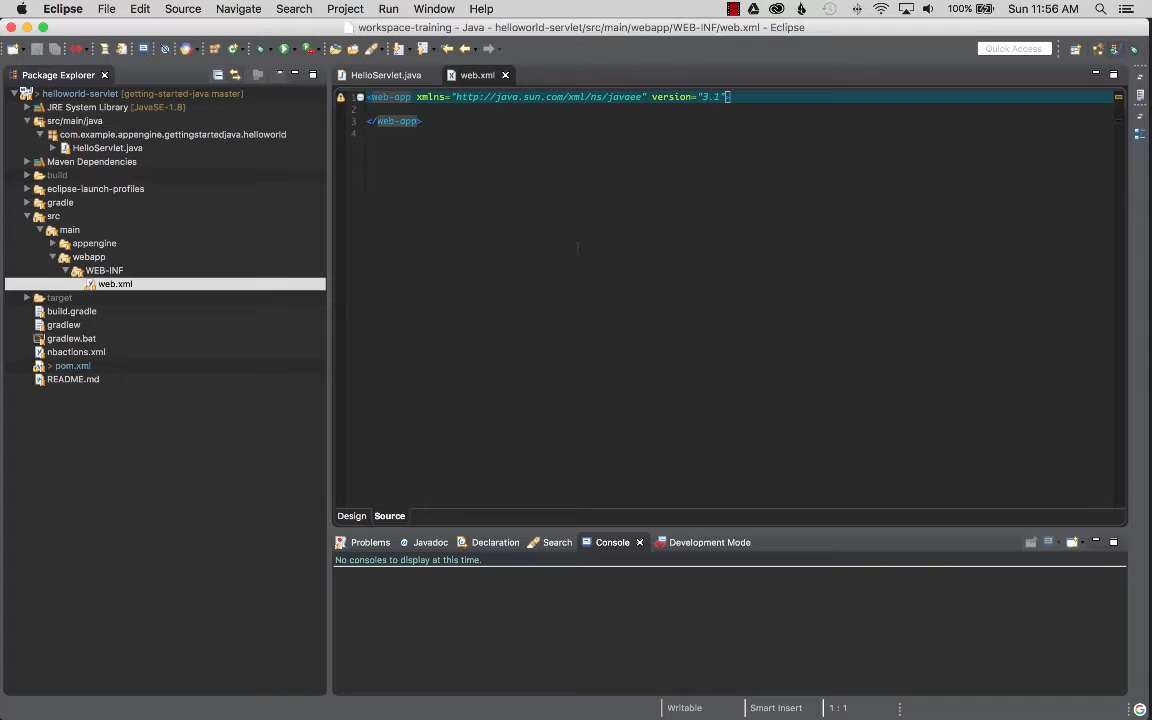 Eclipse File Edit Source Navigate Search Project Run Window Help 100% Sun 11:56 AM
workspace-training - Java - helloworld-servlet/src/main/webapp/WEB-INF/web.xml - Eclipse
Quick Access
Package Explorer
> helloworld-servlet [getting-started-java master]
JRE System Library [JavaSE-1.8]
src/main/java
com.example.appengine.gettingstartedjava.helloworld
HelloServlet.java
Maven Dependencies
build
eclipse-launch-profiles
gradle
src
main
appengine
webapp
WEB-INF
web.xml
target
build.gradle
gradlew
gradlew.bat
nbactions.xml
> pom.xml
README.md
HelloServlet.java web.xml
1 <web-app xmlns="http://java.sun.com/xml/ns/javaee" version="3.1">
2
3 </web-app>
4
Design Source
Problems @ Javadoc Declaration Search Console Development Mode
No consoles to display at this time.
Writable Smart Insert 1 : 1